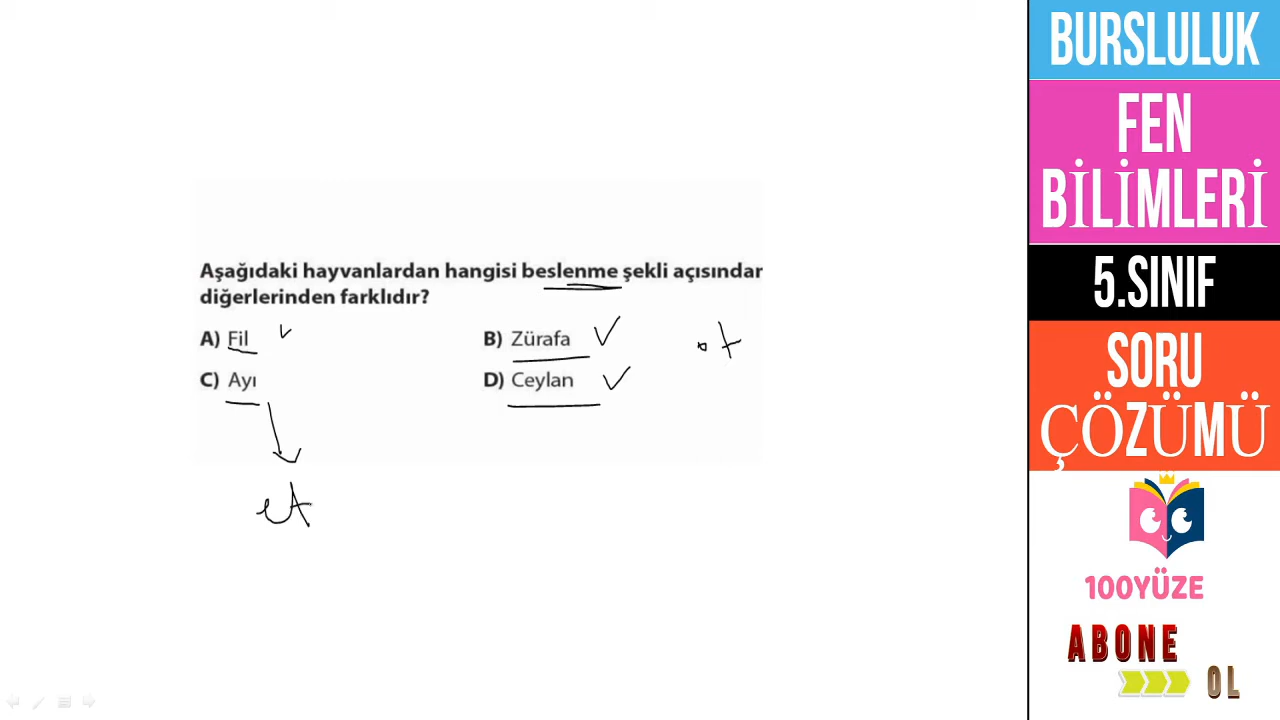 Aşağıdaki hayvanlardan hangisi beslenme şekli açısından
diğerlerinden farklıdır?
A) Fil
B) Zürafa
C) Ayı
D) Ceylan
ot
et
BURSLULUK
FEN
BİLİMLERİ
5.SINIF
SORU
ÇÖZÜMÜ
100YÜZE
ABONE
OL